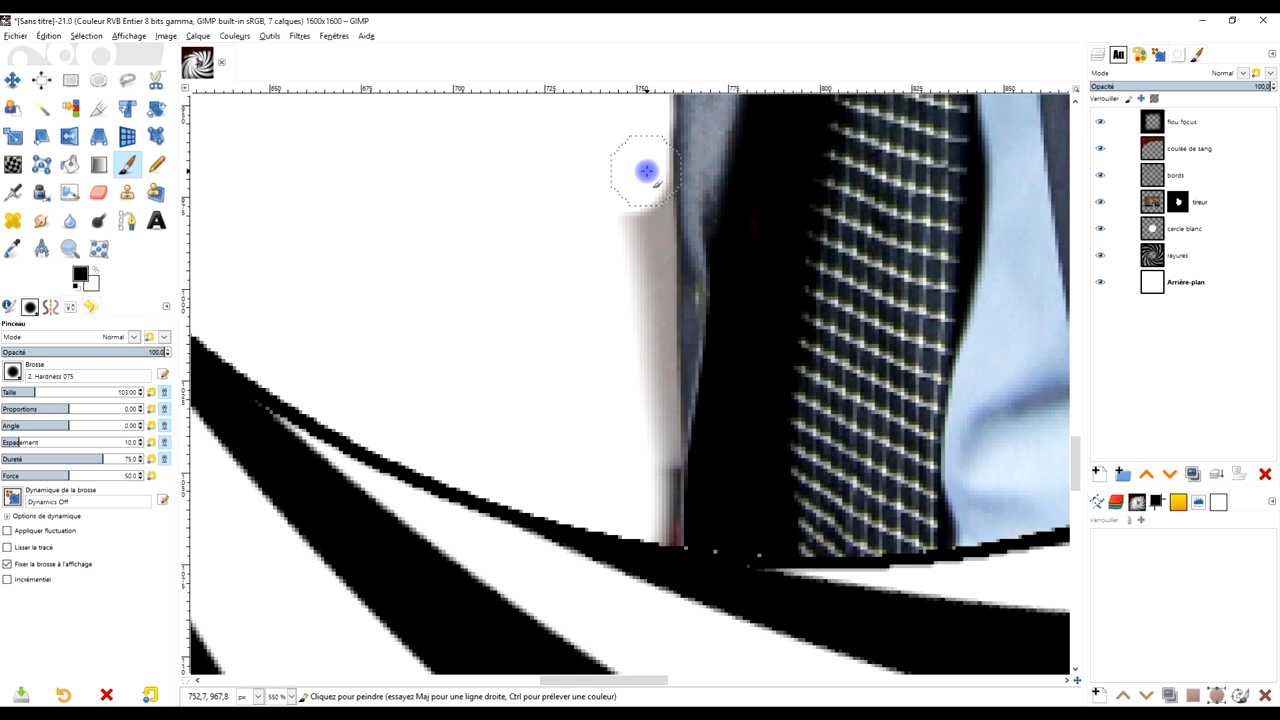 *[Sans titre]-21.0 (Couleur RVB Entier 8 bits gamma, GIMP built-in sRGB, 7 calques) 1600x1600 – GIMP
Fichier Édition Sélection Affichage Image Calque Couleurs Outils Filtres Fenêtres Aide
Mode Normal
Opacité 100,0
Verrouiller :
650 675 700 725 750 775 800 825 850
flou focus
coulée de sang
bords
tireur
cercle blanc
rayures
Arrière-plan
Pinceau
Mode Normal
Opacité 100,0
Brosse
2. Hardness 075
Taille 103.00
Proportions 0.00
Angle 0.00
Espacement 10.0
Dureté 75.0
Force 50.0
Dynamique de la brosse
Dynamics Off
Options de dynamique
Appliquer fluctuation
Lisser le tracé
Fixer la brosse à l'affichage
Incrémentiel
Verrouiller :
752,7, 967,8 px 550 % Cliquez pour peindre (essayez Maj pour une ligne droite, Ctrl pour prélever une couleur)